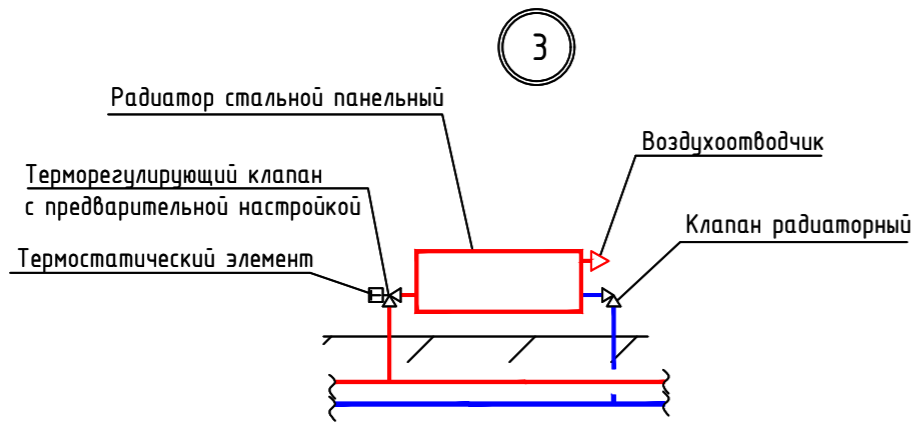 3
Радиатор стальной панельный
Воздухоотводчик
Терморегулирующий клапан
с предварительной настройкой
Клапан радиаторный
Термостатический элемент